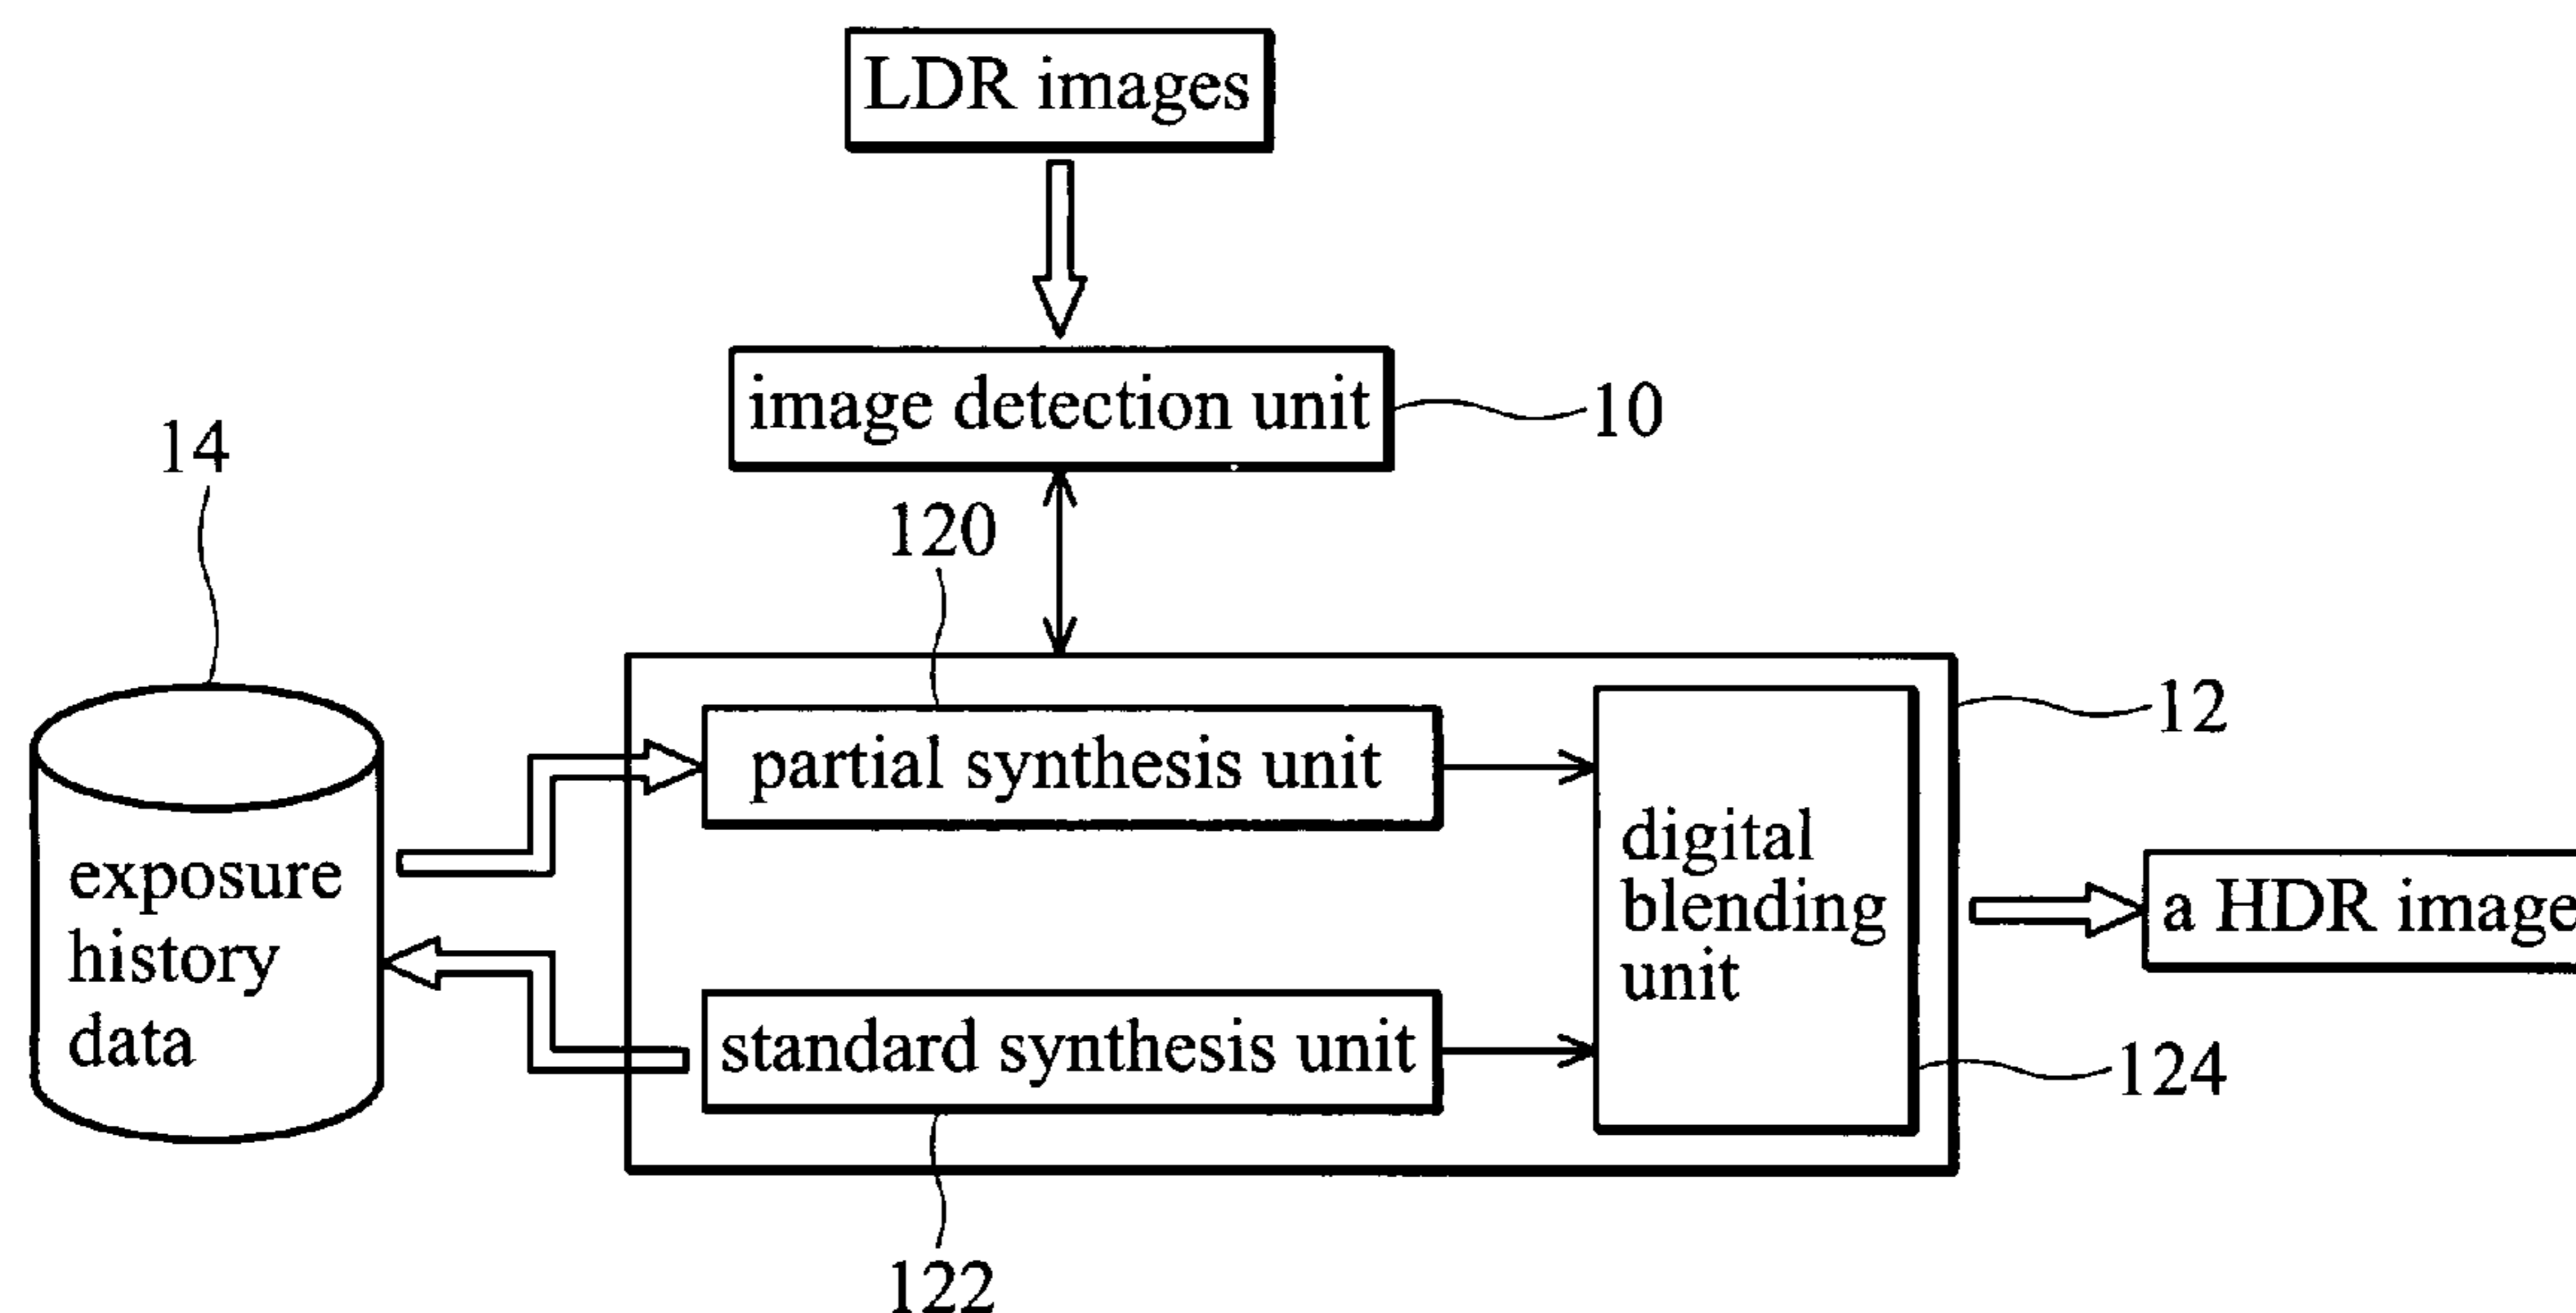 LDR images
image detection unit
10
14
120
12
partial synthesis unit
digital
blending
unit
exposure
history
data
a HDR image
standard synthesis unit
124
122